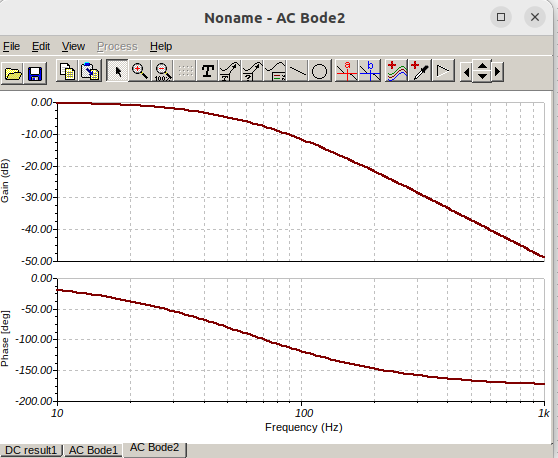 Noname - AC Bode2
File Edit View Process Help
100% T ? ? a b
0.00
-10.00
-20.00
-30.00
-40.00
-50.00
Gain (dB)
0.00
-50.00
-100.00
-150.00
-200.00
Phase [deg]
10 100 1k
Frequency (Hz)
DC result1 AC Bode1 AC Bode2